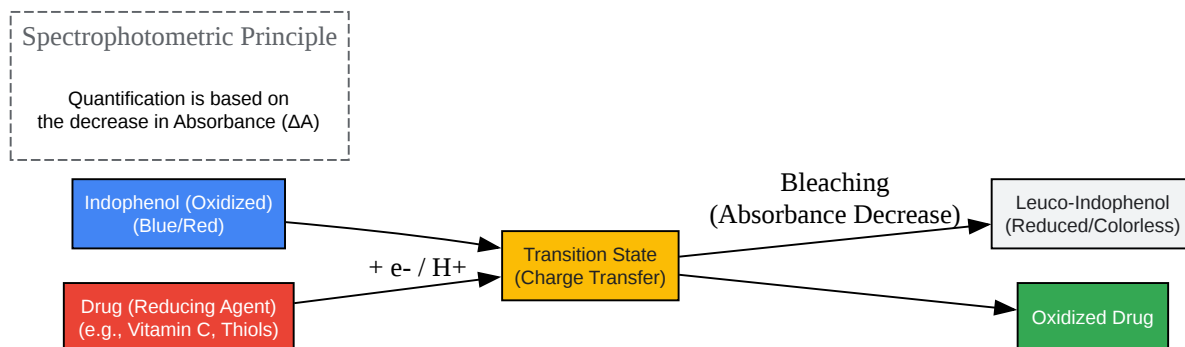 Spectrophotometric Principle
Quantification is based on
the decrease in Absorbance (ΔA)
Indophenol (Oxidized)
(Blue/Red)
Drug (Reducing Agent)
(e.g., Vitamin C, Thiols)
+ e- / H+
Transition State
(Charge Transfer)
Bleaching
(Absorbance Decrease)
Leuco-Indophenol
(Reduced/Colorless)
Oxidized Drug